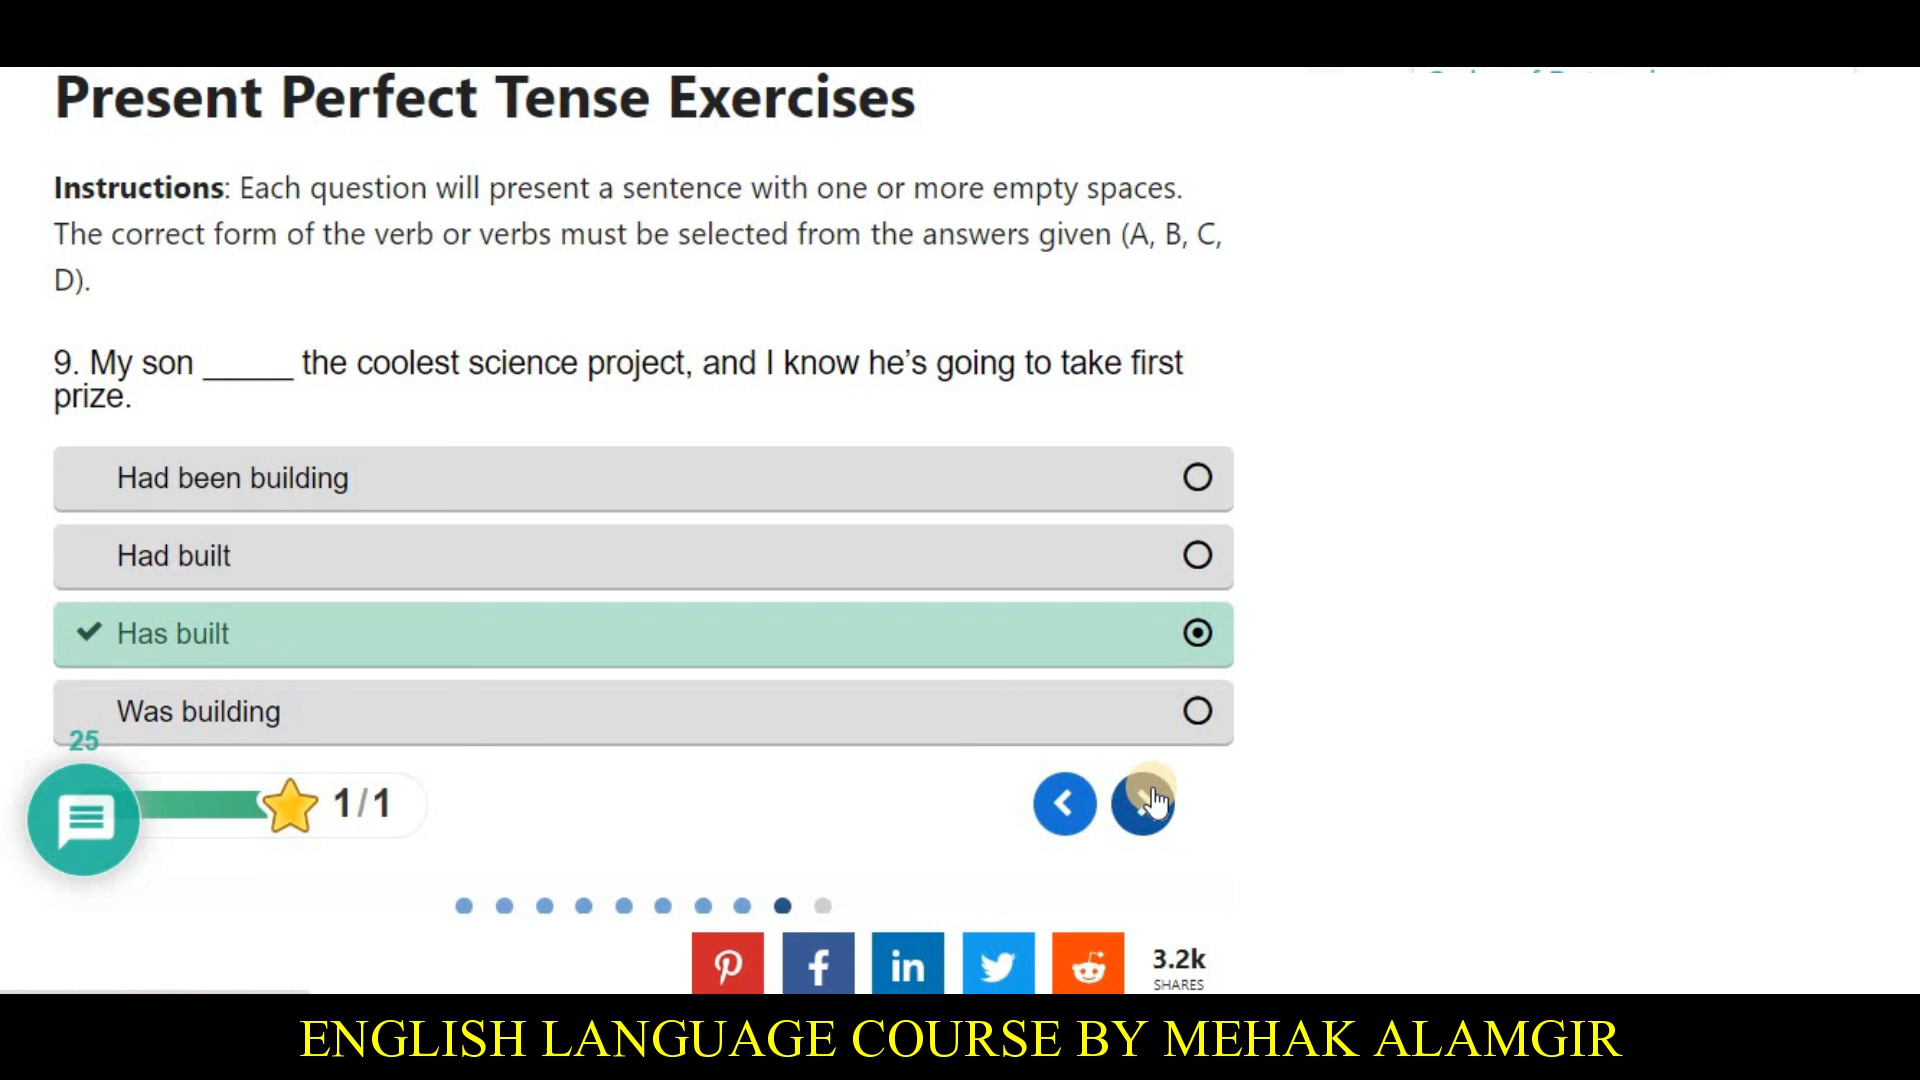 Present Perfect Tense Exercises
Instructions: Each question will present a sentence with one or more empty spaces.
The correct form of the verb or verbs must be selected from the answers given (A, B, C,
D).
9. My son _____ the coolest science project, and I know he’s going to take first
prize.
Had been building
Had built
Has built
Was building
25
1/1
3.2k
SHARES
ENGLISH LANGUAGE COURSE BY MEHAK ALAMGIR